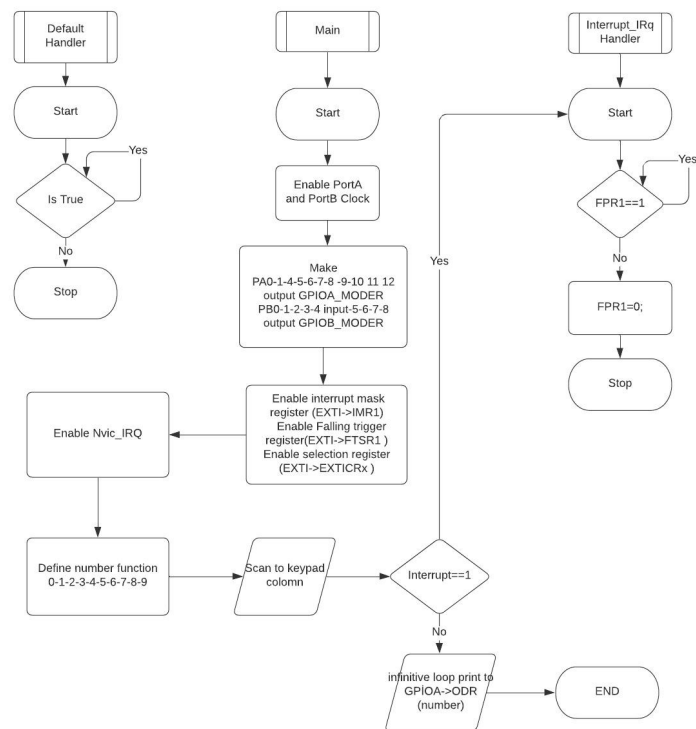 Default
Handler
Start
Yes
Is True
No
Stop
Main
Start
Enable PortA
and PortB Clock
Make
PA0-1-4-5-6-7-8 -9-10 11 12
output GPIOA_MODER
PB0-1-2-3-4 input-5-6-7-8
output GPIOB_MODER
Enable interrupt mask
register (EXTI->IMR1)
Enable Falling trigger
register(EXTI->FTSR1 )
Enable selection register
(EXTI->EXTICRx )
Enable Nvic_IRQ
Define number function
0-1-2-3-4-5-6-7-8-9
Scan to keypad
colomn
Interrupt==1
Yes
No
infinitive loop print to
GPİOA->ODR
(number)
END
Interrupt_IRq
Handler
Start
Yes
FPR1==1
No
FPR1=0;
Stop